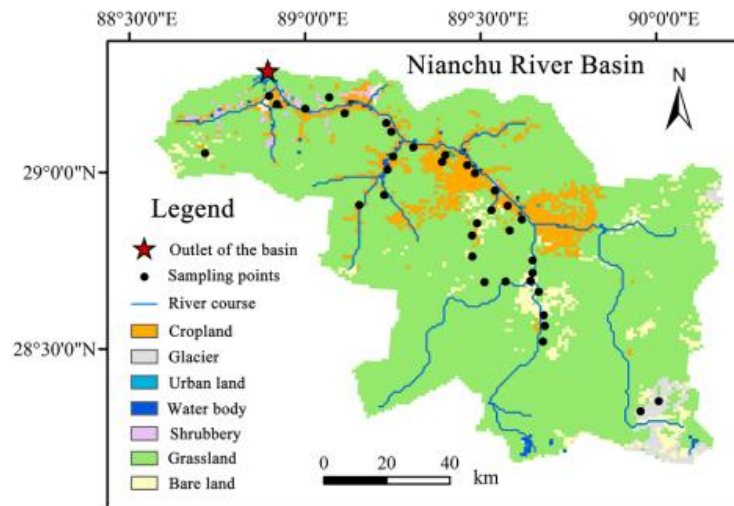 88°30'0"E 89°0'0"E 89°30'0"E 90°0'0"E
Nianchu River Basin
N
29°0'0"N
28°30'0"N
Legend
Outlet of the basin
Sampling points
River course
Cropland
Glacier
Urban land
Water body
Shrubbery
Grassland
Bare land
0 20 40
km